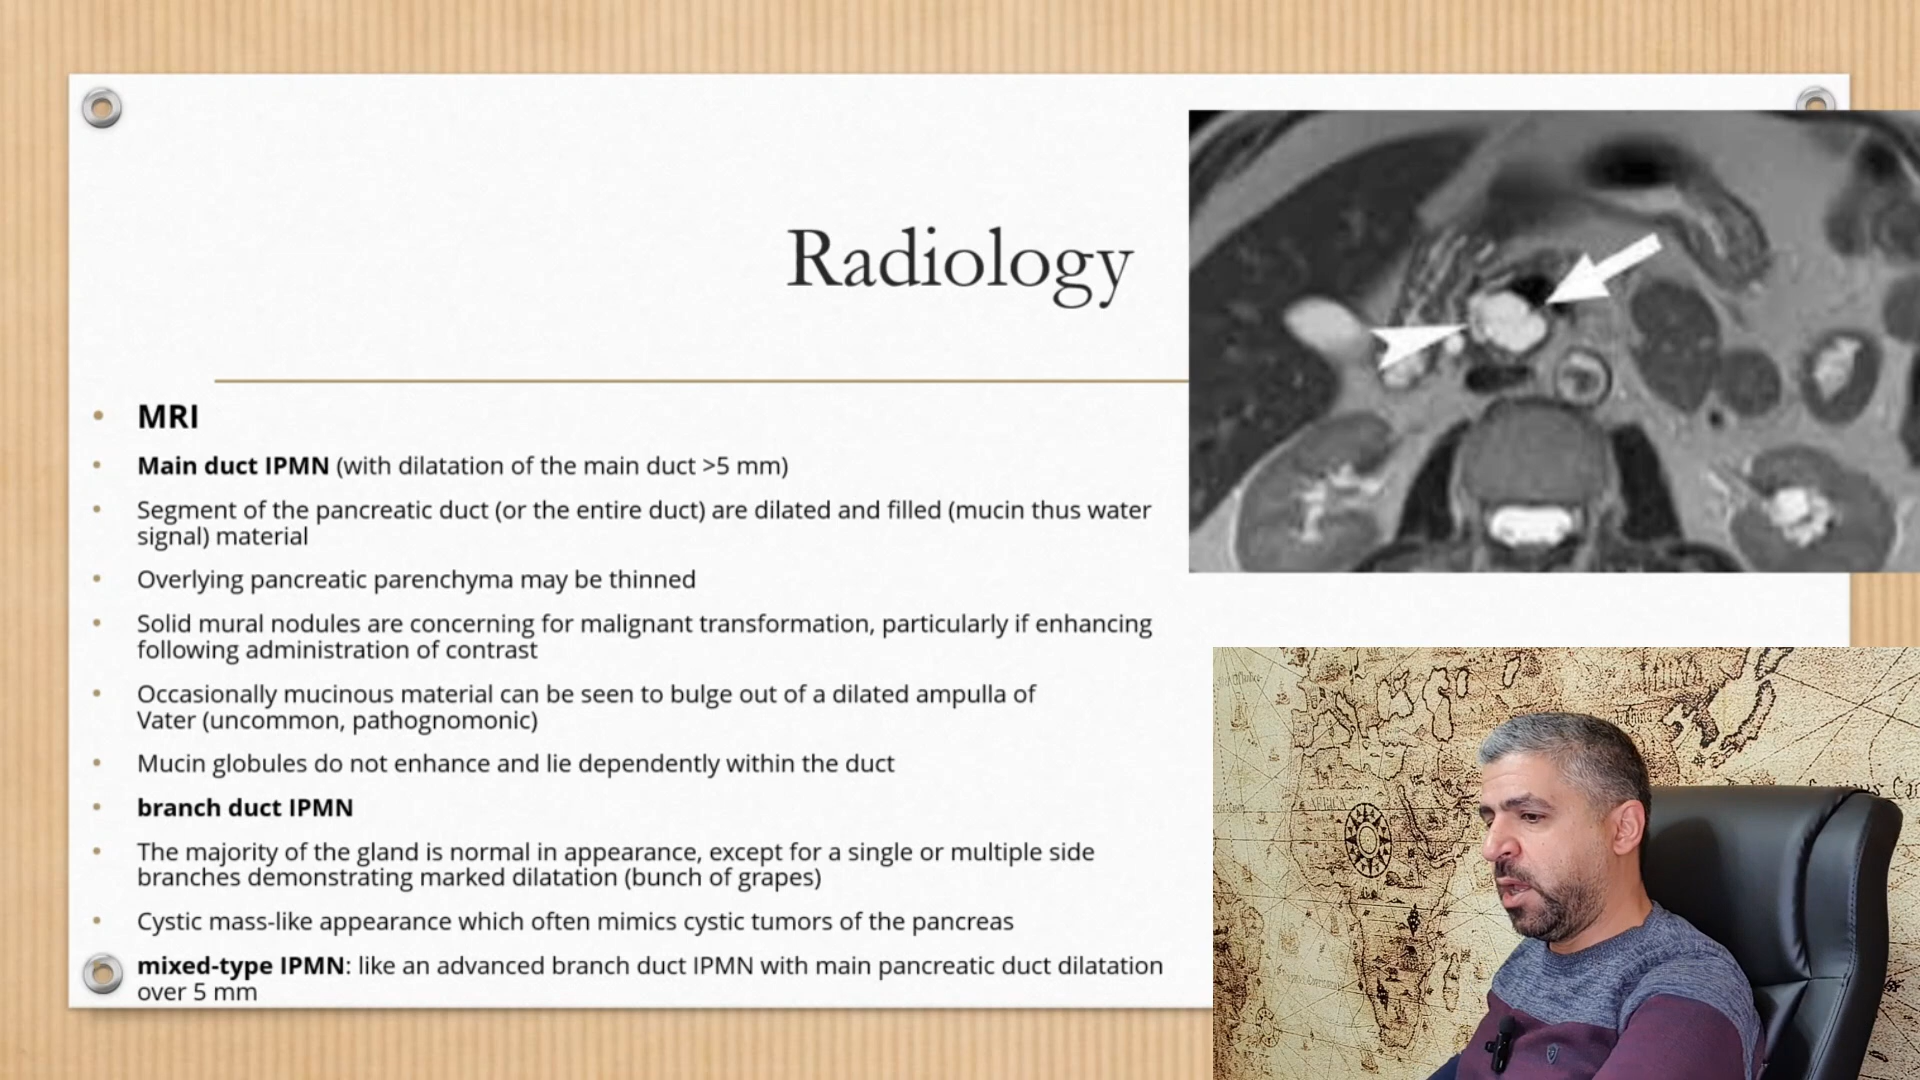 Radiology
• MRI
• Main duct IPMN (with dilatation of the main duct >5 mm)
• Segment of the pancreatic duct (or the entire duct) are dilated and filled (mucin thus water
signal) material
• Overlying pancreatic parenchyma may be thinned
• Solid mural nodules are concerning for malignant transformation, particularly if enhancing
following administration of contrast
• Occasionally mucinous material can be seen to bulge out of a dilated ampulla of
Vater (uncommon, pathognomonic)
• Mucin globules do not enhance and lie dependently within the duct
• branch duct IPMN
• The majority of the gland is normal in appearance, except for a single or multiple side
branches demonstrating marked dilatation (bunch of grapes)
• Cystic mass-like appearance which often mimics cystic tumors of the pancreas
mixed-type IPMN: like an advanced branch duct IPMN with main pancreatic duct dilatation
over 5 mm